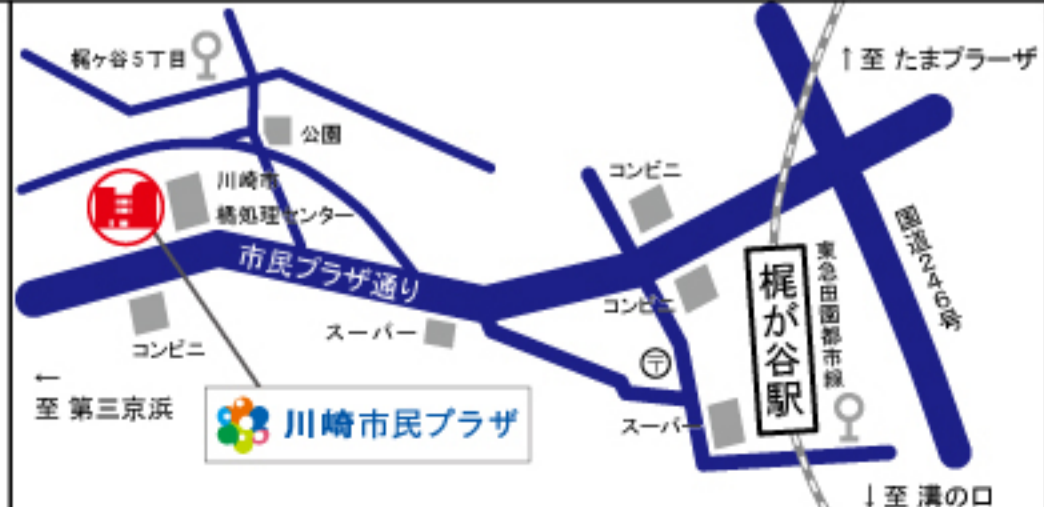 梶ヶ谷5丁目
↑至 たまプラーザ
公園
コンビニ
川崎市
橘処理センター
国道246号
市民プラザ通り
東急田園都市線
梶が谷駅
コンビニ
スーパー
コンビニ
〒
←
至 第三京浜
川崎市民プラザ
スーパー
↓至 溝の口